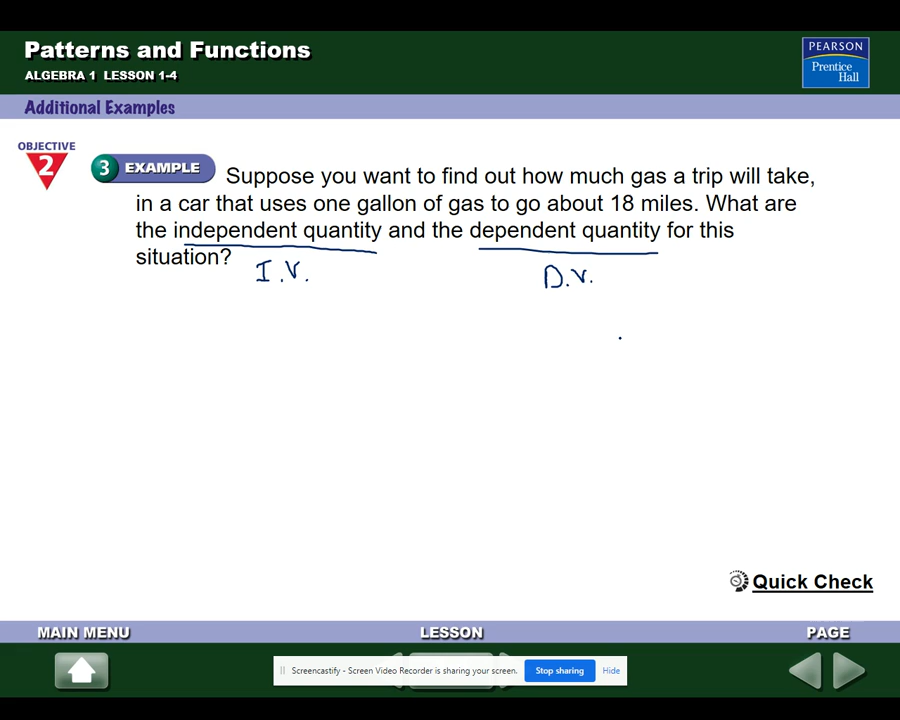 Patterns and Functions
ALGEBRA 1 LESSON 1-4
PEARSON
Prentice
Hall
Additional Examples
OBJECTIVE
2
3 EXAMPLE
Suppose you want to find out how much gas a trip will take,
in a car that uses one gallon of gas to go about 18 miles. What are
the independent quantity and the dependent quantity for this
situation?
I.V.
D.V.
Quick Check
MAIN MENU
LESSON
PAGE
Screencastify - Screen Video Recorder is sharing your screen.
Stop sharing
Hide